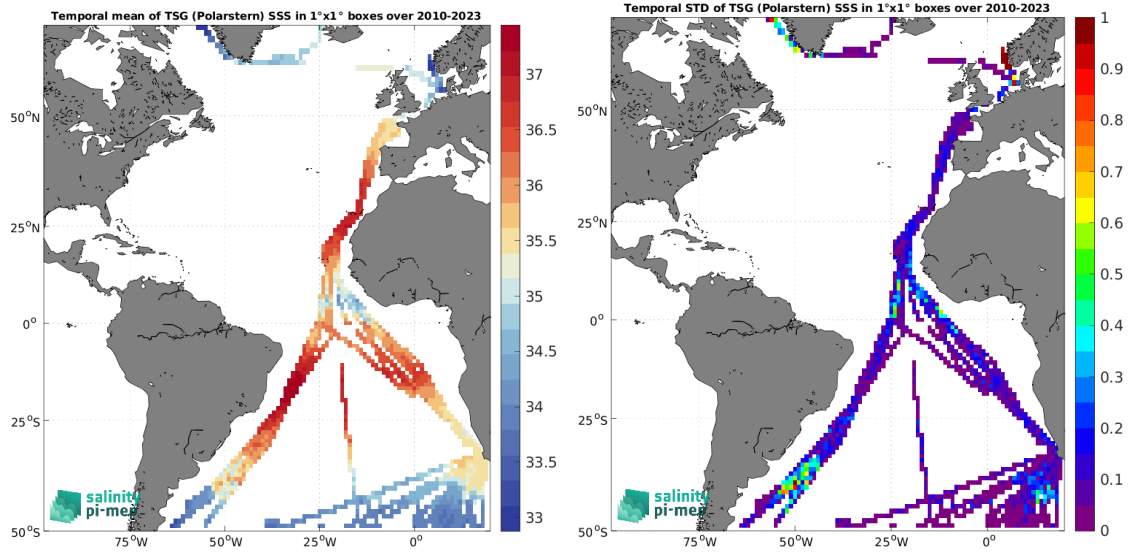 Temporal mean of TSG (Polarstern) SSS in 1°x1° boxes over 2010-2023
50°N
25°N
0°
25°S
50°S
75°W
50°W
25°W
0°
37
36.5
36
35.5
35
34.5
34
33.5
33
salinity
pi-mep
Temporal STD of TSG (Polarstern) SSS in 1°x1° boxes over 2010-2023
50°N
25°N
0°
25°S
50°S
75°W
50°W
25°W
0°
1
0.9
0.8
0.7
0.6
0.5
0.4
0.3
0.2
0.1
0
salinity
pi-mep